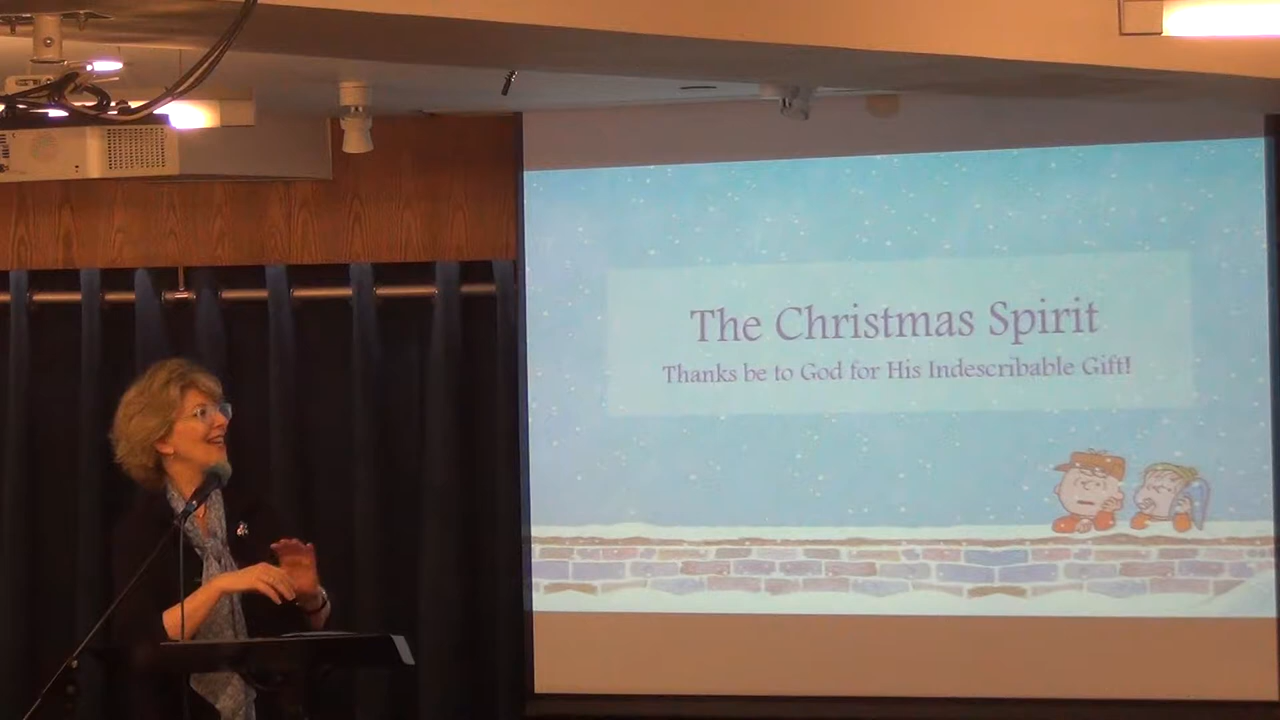 The Christmas Spirit
Thanks be to God for His Indescribable Gift!